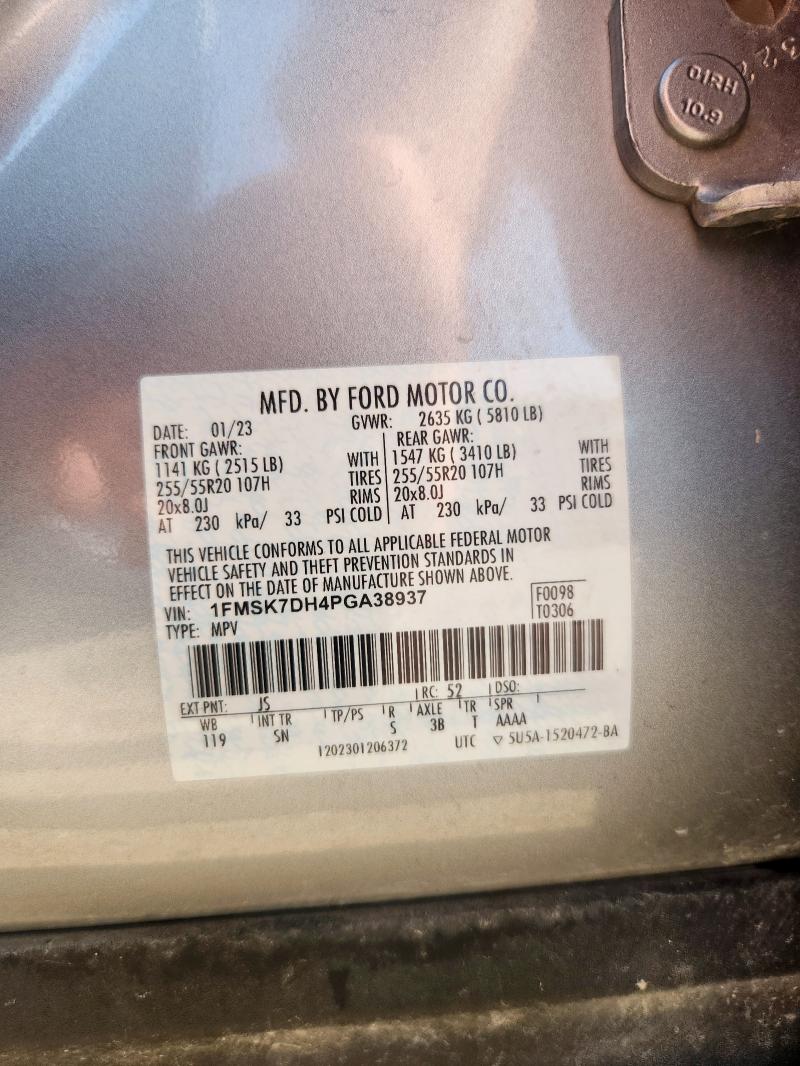 01RH
10.9
MFD. BY FORD MOTOR CO.
DATE: 01/23
GVWR: 2635 KG ( 5810 LB)
FRONT GAWR:
1141 KG ( 2515 LB) WITH
255/55R20 107H TIRES
20x8.0J RIMS
AT 230 kPa/ 33 PSI COLD
REAR GAWR:
1547 KG ( 3410 LB) WITH
255/55R20 107H TIRES
20x8.0J RIMS
AT 230 kPa/ 33 PSI COLD
THIS VEHICLE CONFORMS TO ALL APPLICABLE FEDERAL MOTOR
VEHICLE SAFETY AND THEFT PREVENTION STANDARDS IN
EFFECT ON THE DATE OF MANUFACTURE SHOWN ABOVE.
VIN: 1FMSK7DH4PGA38937
F0098
T0306
TYPE: MPV
EXT PNT: JS RC: 52 DSO:
WB INT TR TP/PS R AXLE TR SPR
119 SN S 3B T AAAA
1202301206372 UTC ▽ 5U5A-1520472-BA